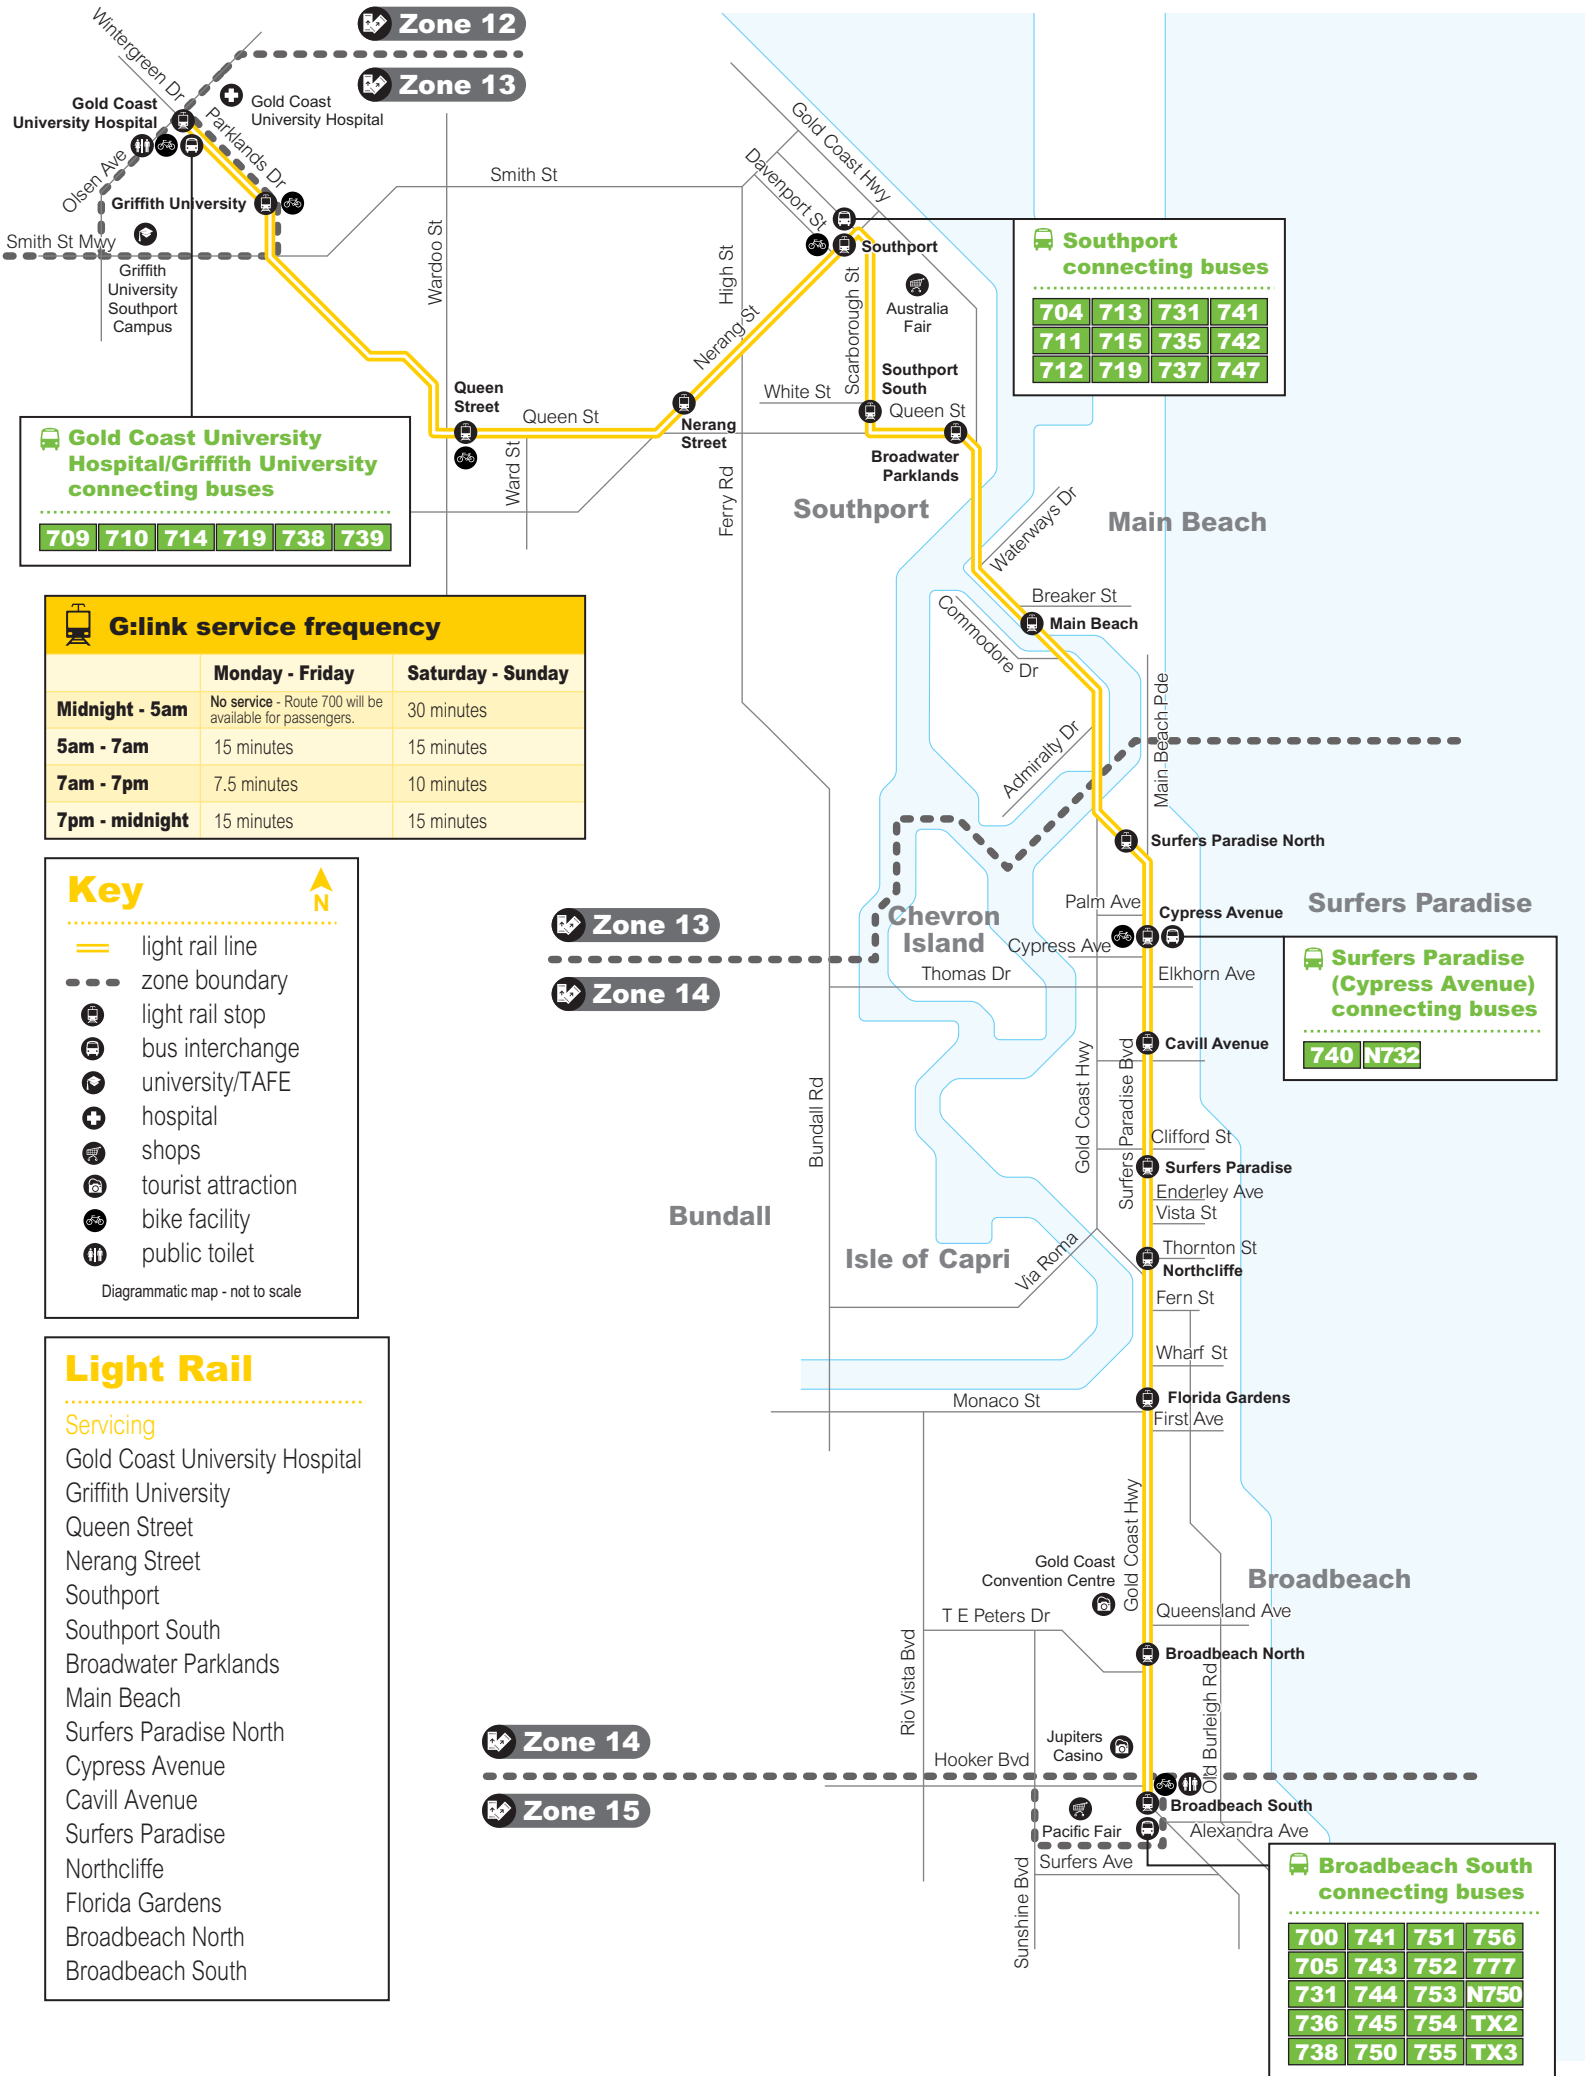 Zone 12
Zone 13
Wintergreen Dr
Gold Coast
University Hospital
Gold Coast
University Hospital
Parklands Dr
Olsen Ave
Griffith University
Smith St Mwy
Griffith
University
Southport
Campus
Smith St
Wardoo St
High St
Davenport St
Gold Coast Hwy
Southport
Nerang St
Scarborough St
Australia
Fair
Southport
South
White St
Queen St
Queen
Street
Queen St
Nerang
Street
Ward St
Ferry Rd
Broadwater
Parklands
Southport
connecting buses
704 713 731 741
711 715 735 742
712 719 737 747
Gold Coast University
Hospital/Griffith University
connecting buses
709 710 714 719 738 739
Southport
Main Beach
Waterways Dr
Breaker St
Main Beach
Commodore Dr
Admiralty Dr
Main Beach Pde
G:link service frequency
Monday - Friday Saturday - Sunday
Midnight - 5am No service - Route 700 will be
available for passengers. 30 minutes
5am - 7am 15 minutes 15 minutes
7am - 7pm 7.5 minutes 10 minutes
7pm - midnight 15 minutes 15 minutes
Surfers Paradise North
Key
N
light rail line
zone boundary
light rail stop
bus interchange
university/TAFE
hospital
shops
tourist attraction
bike facility
public toilet
Diagrammatic map - not to scale
Zone 13
Zone 14
Chevron
Island
Palm Ave
Cypress Avenue
Cypress Ave
Surfers Paradise
Thomas Dr
Elkhorn Ave
Surfers Paradise
(Cypress Avenue)
connecting buses
740 N732
Cavill Avenue
Gold Coast Hwy
Surfers Paradise Bvd
Bundall Rd
Clifford St
Surfers Paradise
Enderley Ave
Vista St
Bundall
Isle of Capri
Via Roma
Thornton St
Northcliffe
Fern St
Wharf St
Florida Gardens
Monaco St
First Ave
Light Rail
Servicing
Gold Coast University Hospital
Griffith University
Queen Street
Nerang Street
Southport
Southport South
Broadwater Parklands
Main Beach
Surfers Paradise North
Cypress Avenue
Cavill Avenue
Surfers Paradise
Northcliffe
Florida Gardens
Broadbeach North
Broadbeach South
Gold Coast Hwy
Gold Coast
Convention Centre
Broadbeach
Queensland Ave
T E Peters Dr
Broadbeach North
Rio Vista Bvd
Old Burleigh Rd
Zone 14
Zone 15
Jupiters
Casino
Hooker Bvd
Broadbeach South
Pacific Fair
Alexandra Ave
Surfers Ave
Sunshine Bvd
Broadbeach South
connecting buses
700 741 751 756
705 743 752 777
731 744 753 N750
736 745 754 TX2
738 750 755 TX3